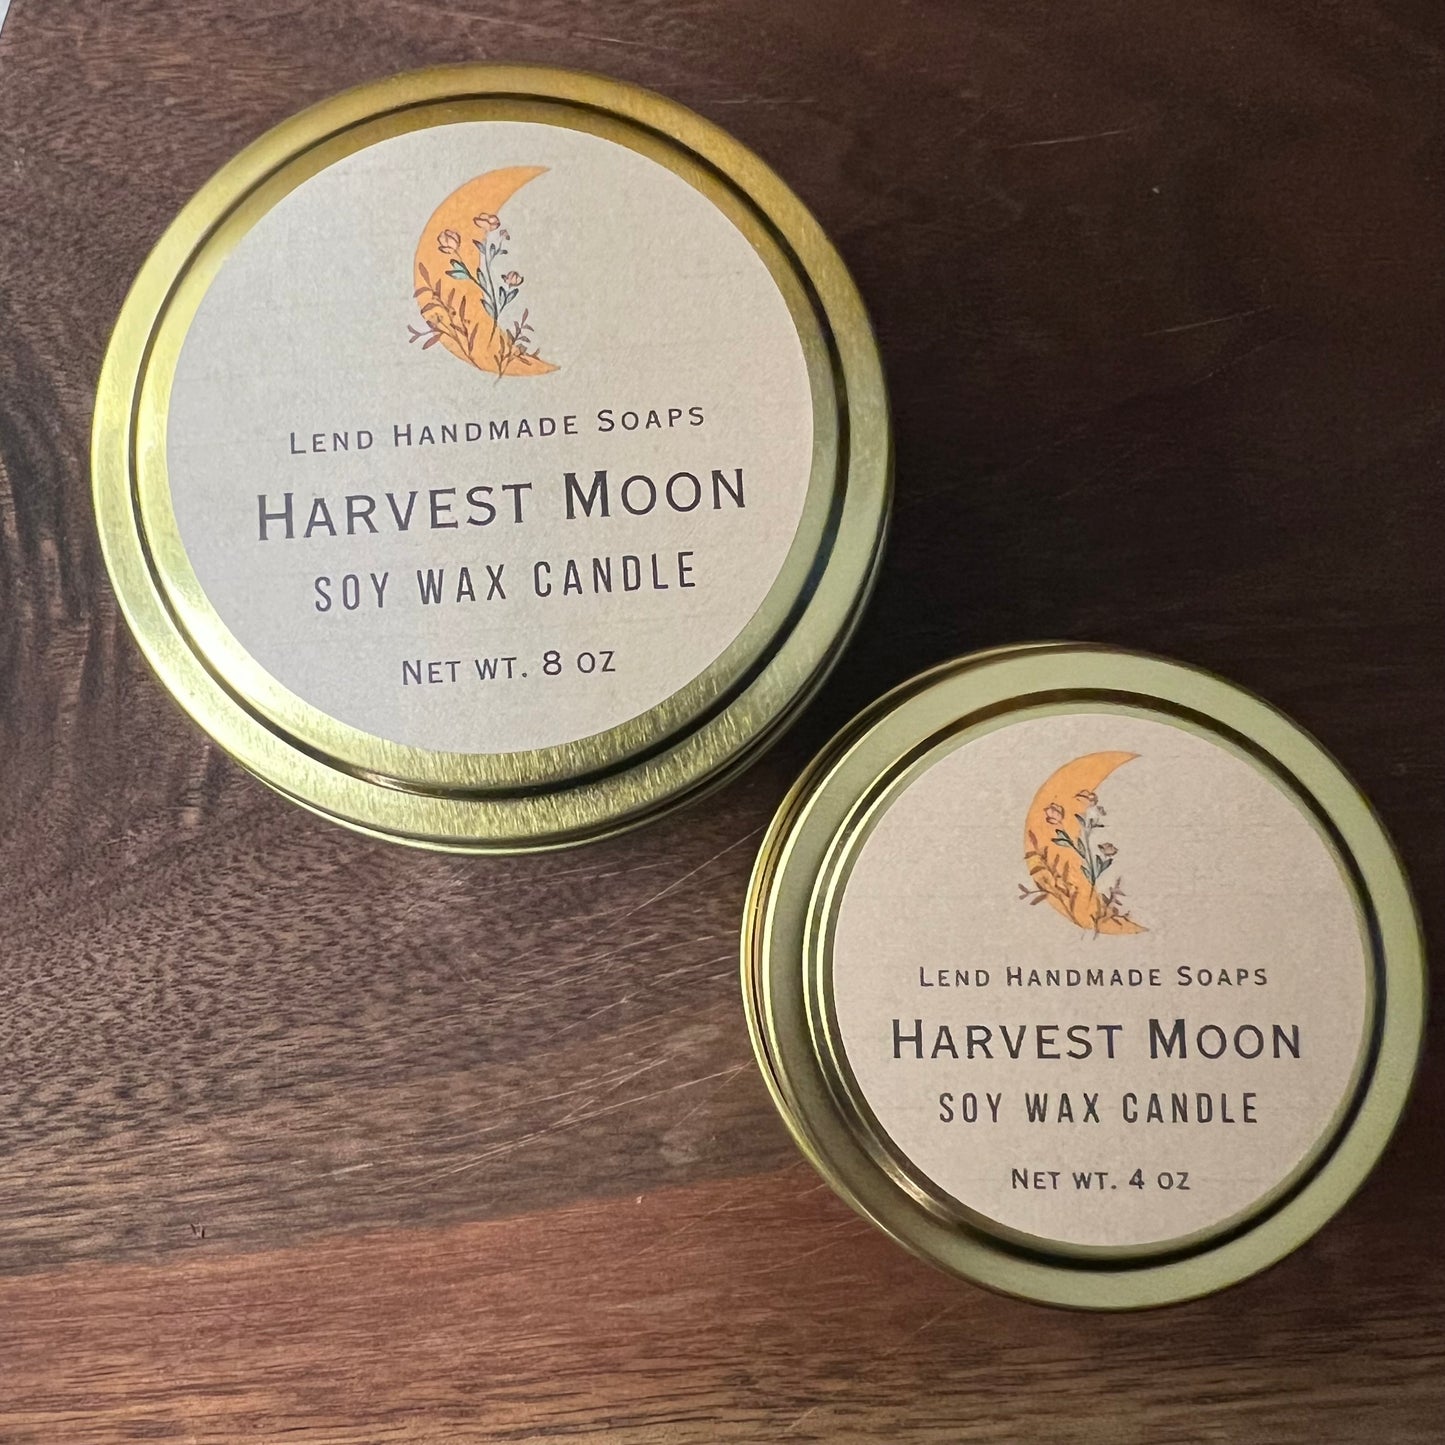 Lend Handmade Soaps
Harvest Moon
SOY WAX CANDLE
Net wt. 8 oz
Lend Handmade Soaps
Harvest Moon
SOY WAX CANDLE
Net wt. 4 oz